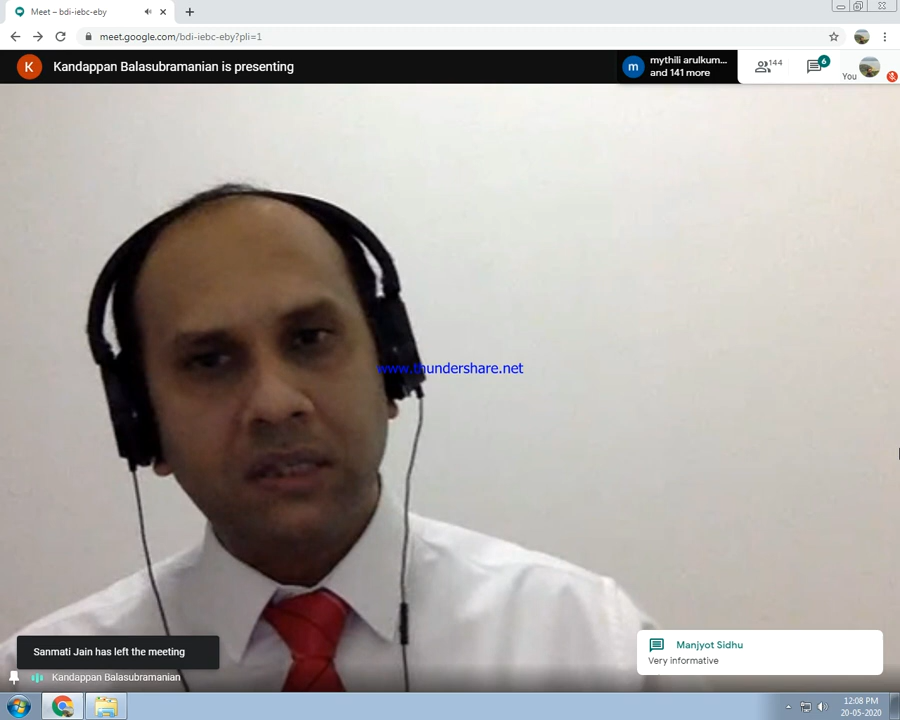 Meet – bdi-iebc-eby
meet.google.com/bdi-iebc-eby?pli=1
K
Kandappan Balasubramanian is presenting
m
mythili arulkum...
and 141 more
144
6
You
www.thundershare.net
Sanmati Jain has left the meeting
Manjyot Sidhu
Very informative
Kandappan Balasubramanian
12:08 PM
20-05-2020